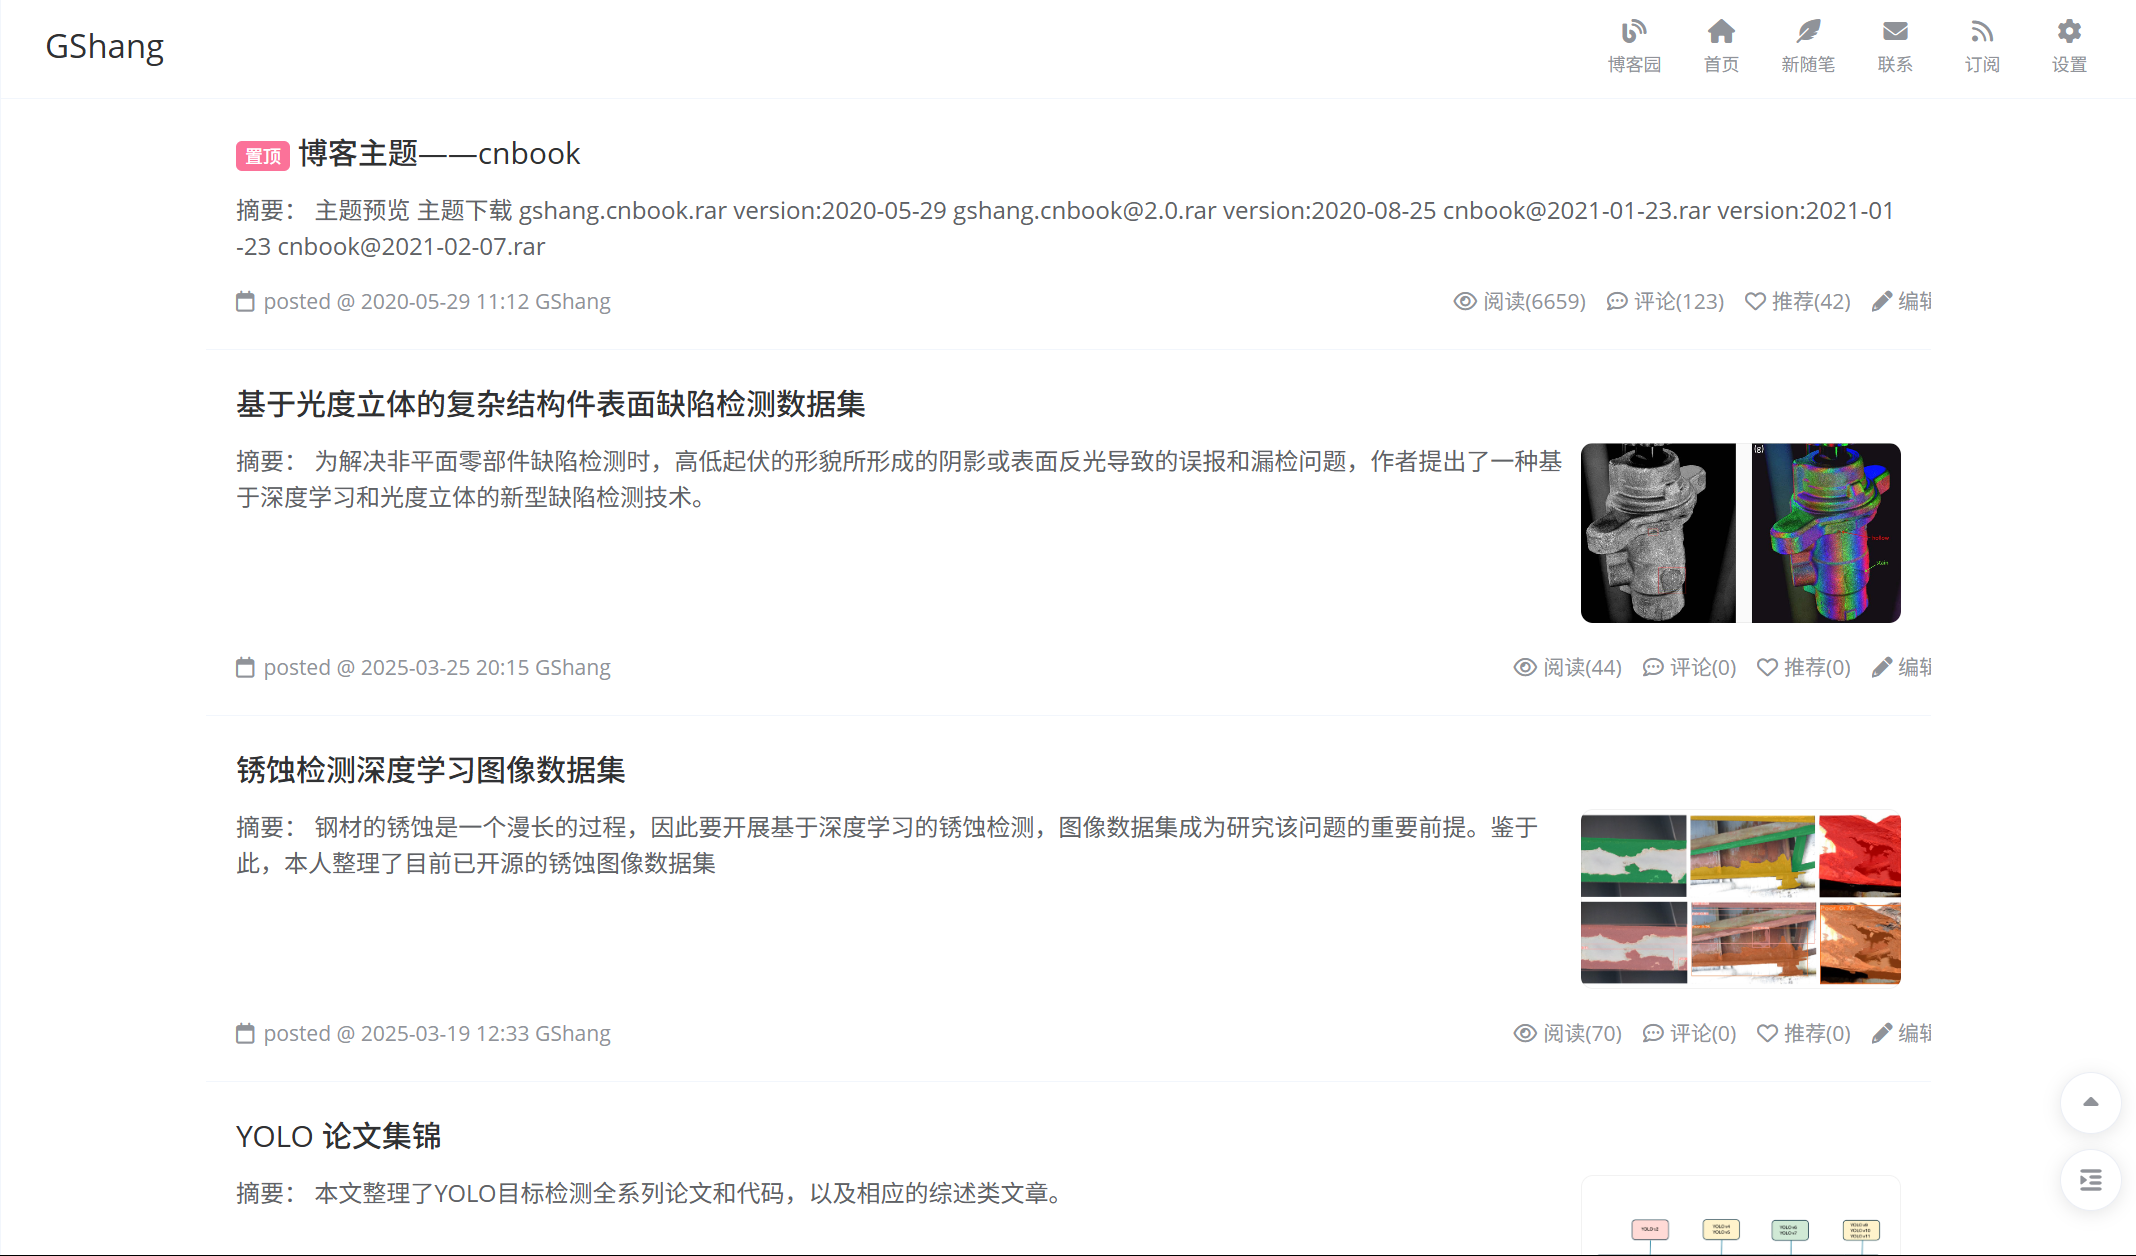 GShang
博客园 首页 新随笔 联系 订阅 设置
置顶 博客主题——cnbook
摘要： 主题预览 主题下载 gshang.cnbook.rar version:2020-05-29 gshang.cnbook@2.0.rar version:2020-08-25 cnbook@2021-01-23.rar version:2021-01
-23 cnbook@2021-02-07.rar
posted @ 2020-05-29 11:12 GShang 阅读(6659) 评论(123) 推荐(42) 编辑
基于光度立体的复杂结构件表面缺陷检测数据集
摘要： 为解决非平面零部件缺陷检测时，高低起伏的形貌所形成的阴影或表面反光导致的误报和漏检问题，作者提出了一种基
于深度学习和光度立体的新型缺陷检测技术。
(g)
posted @ 2025-03-25 20:15 GShang 阅读(44) 评论(0) 推荐(0) 编辑
锈蚀检测深度学习图像数据集
摘要： 钢材的锈蚀是一个漫长的过程，因此要开展基于深度学习的锈蚀检测，图像数据集成为研究该问题的重要前提。鉴于
此，本人整理了目前已开源的锈蚀图像数据集
posted @ 2025-03-19 12:33 GShang 阅读(70) 评论(0) 推荐(0) 编辑
YOLO 论文集锦
摘要： 本文整理了YOLO目标检测全系列论文和代码，以及相应的综述类文章。